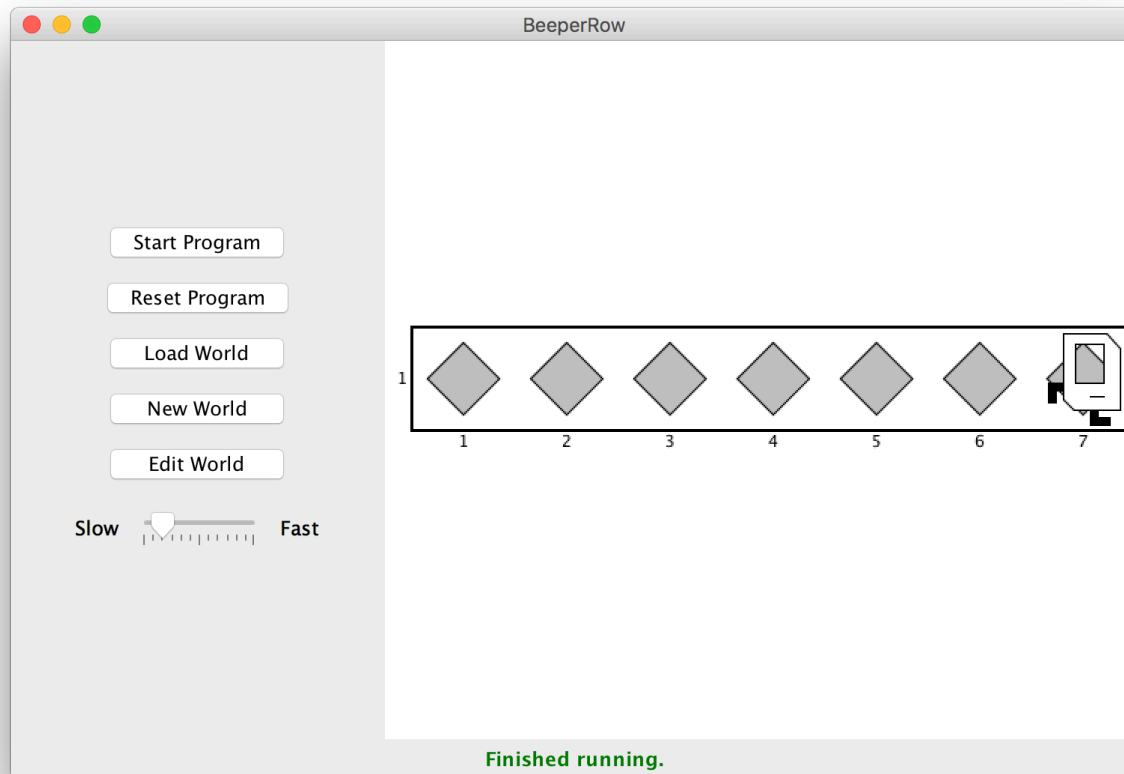 BeeperRow
Start Program
Reset Program
Load World
New World
Edit World
Slow Fast
1
1 2 3 4 5 6 7
Finished running.